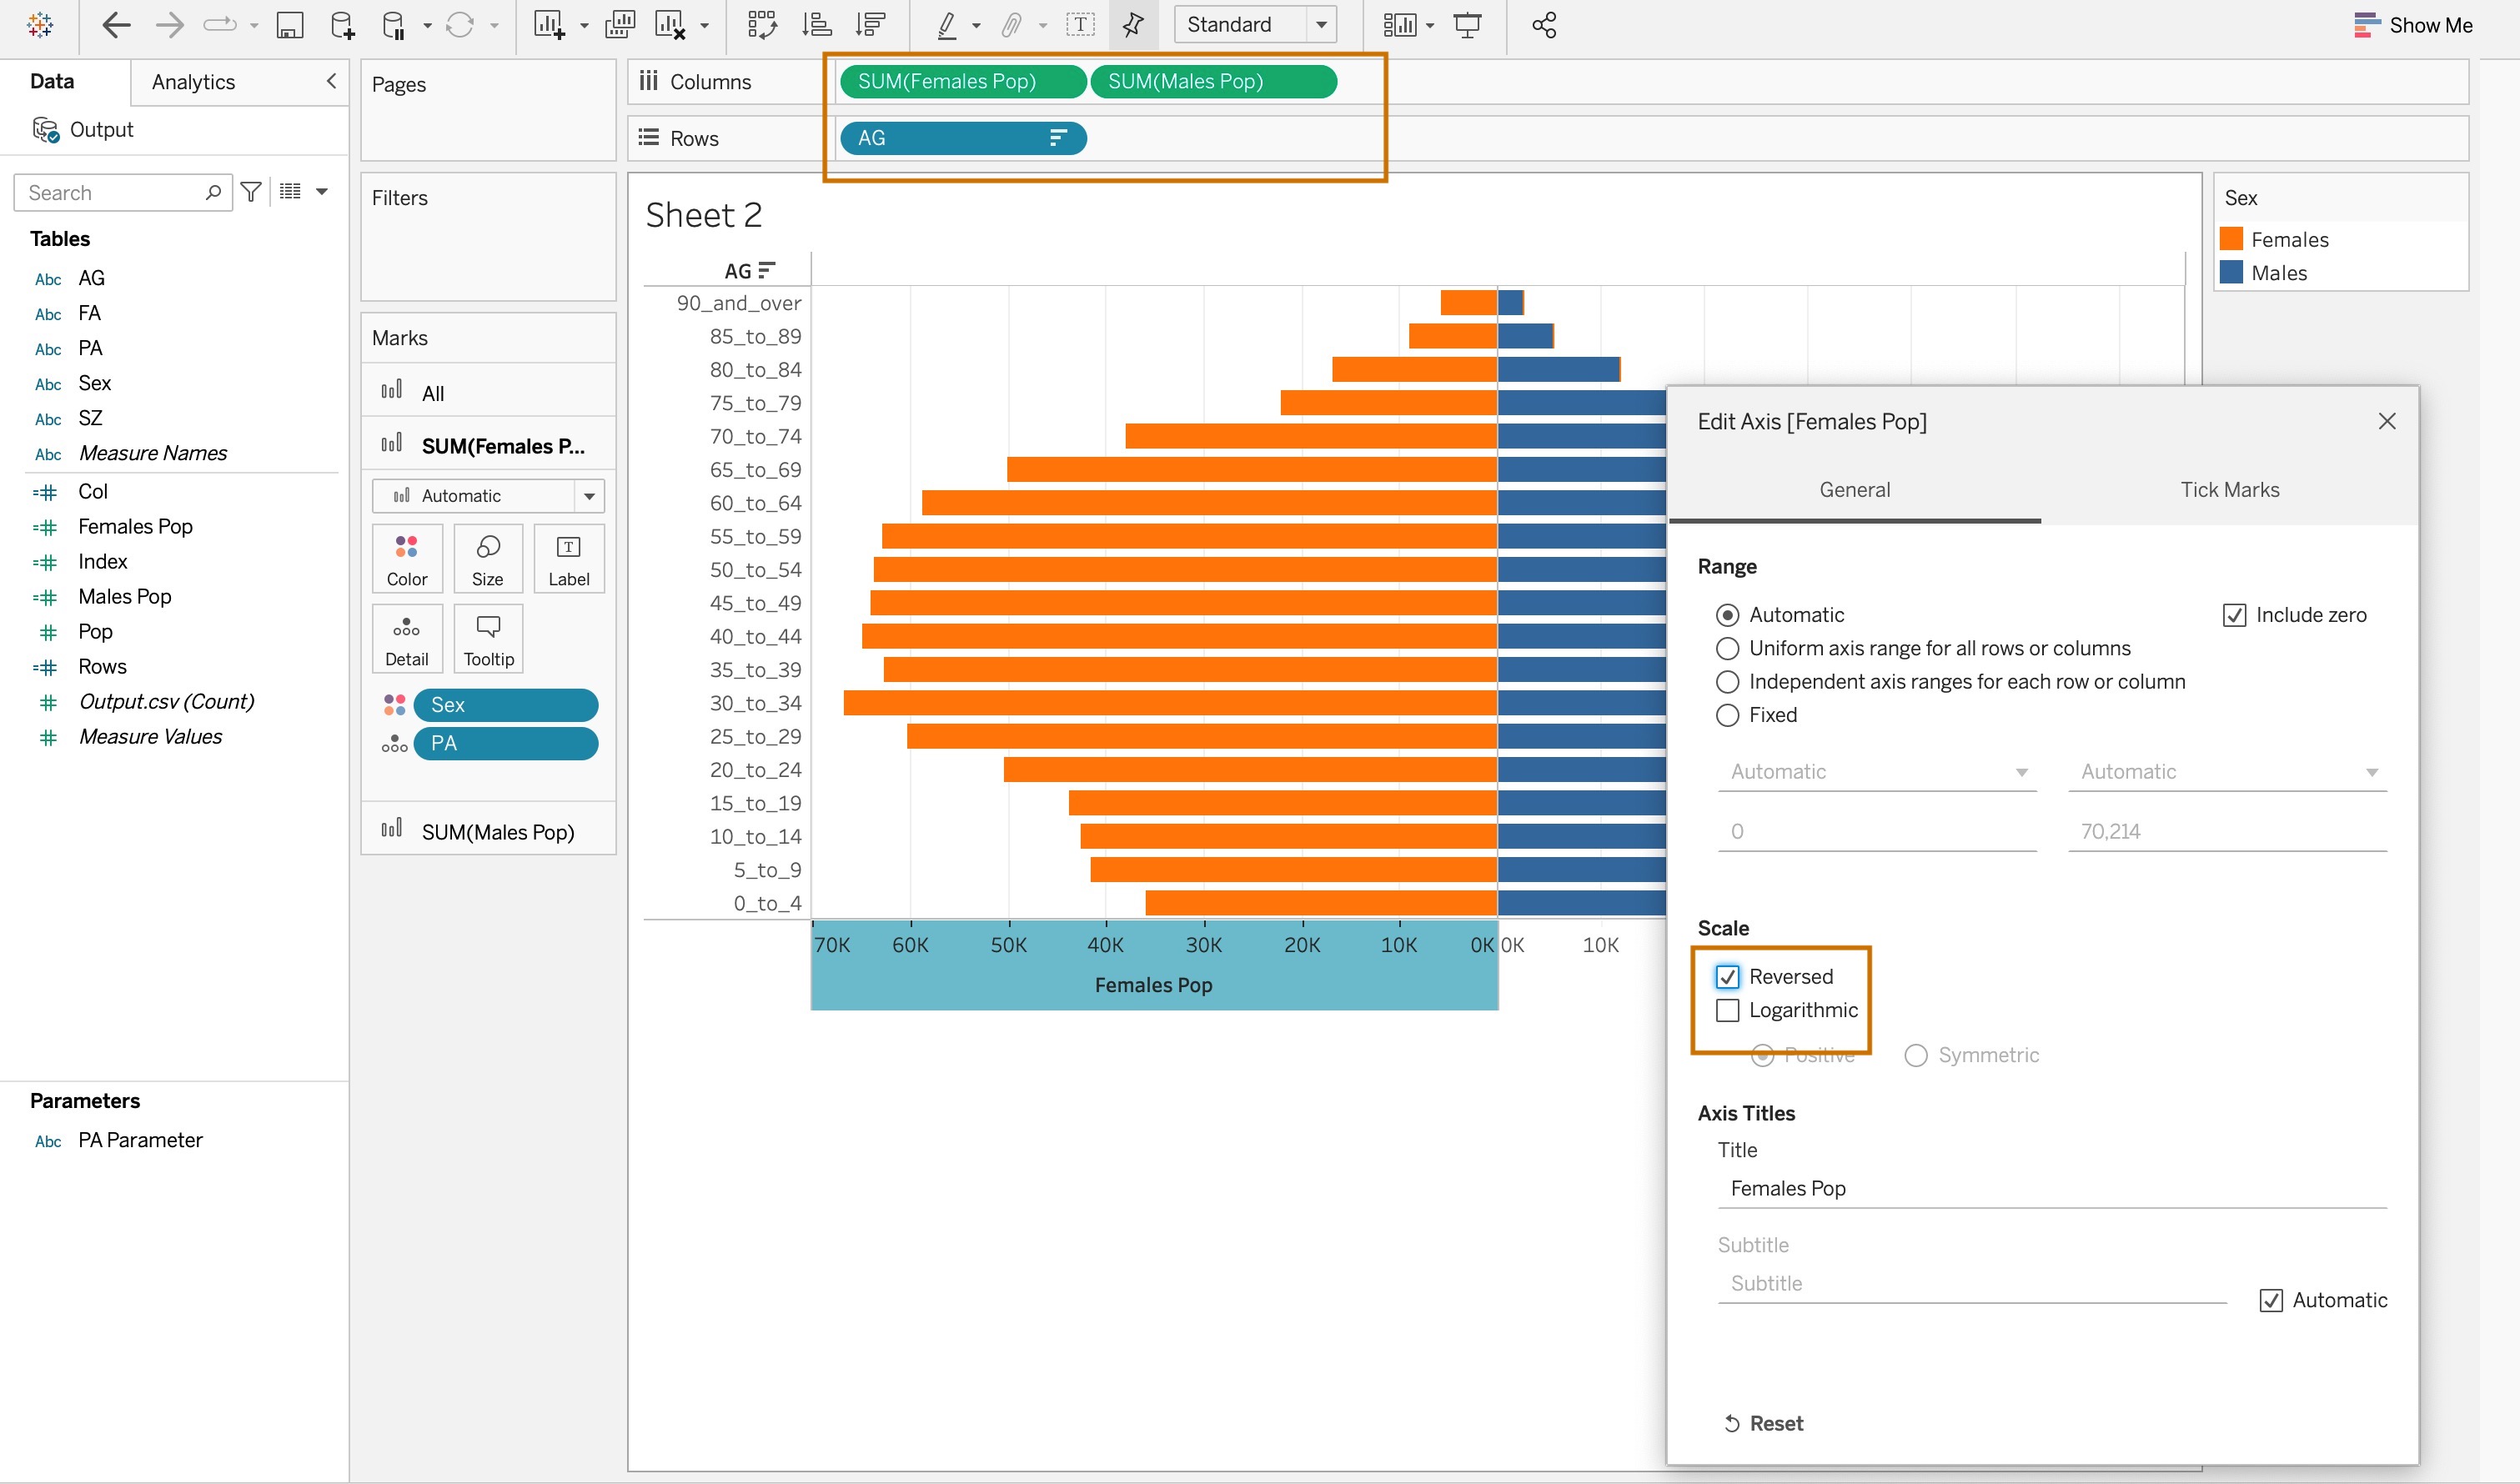 Standard
Show Me
Data
Analytics
Output
Search
Tables
Abc AG
Abc FA
Abc PA
Abc Sex
Abc SZ
Abc Measure Names
Col
Females Pop
Index
Males Pop
Pop
Rows
Output.csv (Count)
Measure Values
Parameters
Abc PA Parameter
Pages
Filters
Marks
All
SUM(Females P...
Automatic
Color
Size
T
Label
Detail
Tooltip
Sex
PA
SUM(Males Pop)
Columns
SUM(Females Pop)
SUM(Males Pop)
Rows
AG
Sheet 2
AG
90_and_over
85_to_89
80_to_84
75_to_79
70_to_74
65_to_69
60_to_64
55_to_59
50_to_54
45_to_49
40_to_44
35_to_39
30_to_34
25_to_29
20_to_24
15_to_19
10_to_14
5_to_9
0_to_4
70K 60K 50K 40K 30K 20K 10K 0K 0K 10K
Females Pop
Sex
Females
Males
Edit Axis [Females Pop]
General
Tick Marks
Range
Automatic
Include zero
Uniform axis range for all rows or columns
Independent axis ranges for each row or column
Fixed
Automatic
Automatic
0
70,214
Scale
Reversed
Logarithmic
Positive
Symmetric
Axis Titles
Title
Females Pop
Subtitle
Subtitle
Automatic
Reset